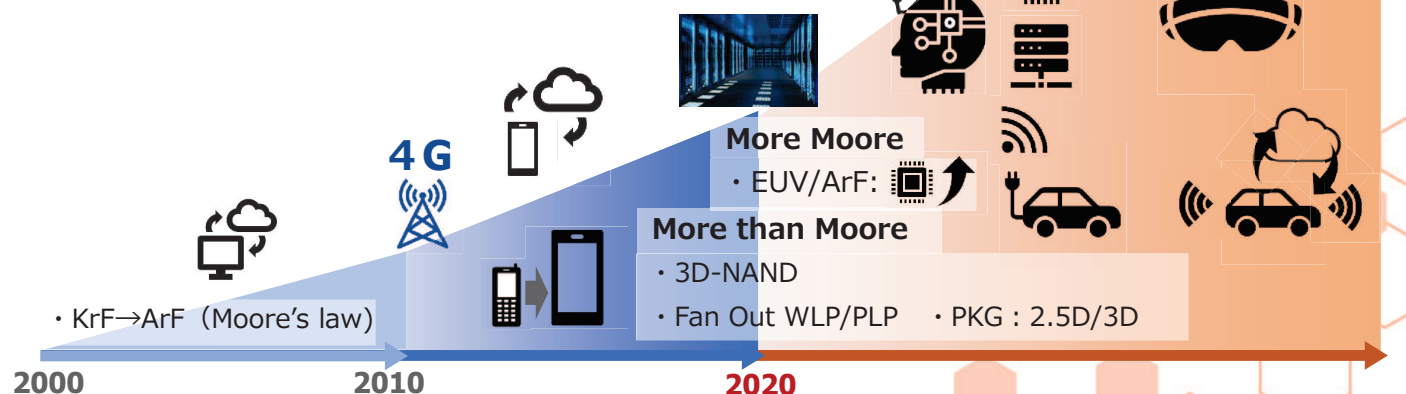 4G
More Moore
・EUV/ArF:
More than Moore
・3D-NAND
・KrF→ArF（Moore’s law)
・Fan Out WLP/PLP ・PKG：2.5D/3D
2000 2010 2020